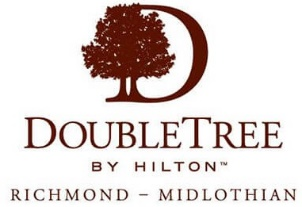 D
DOUBLETREE
BY HILTON™
RICHMOND – MIDLOTHIAN